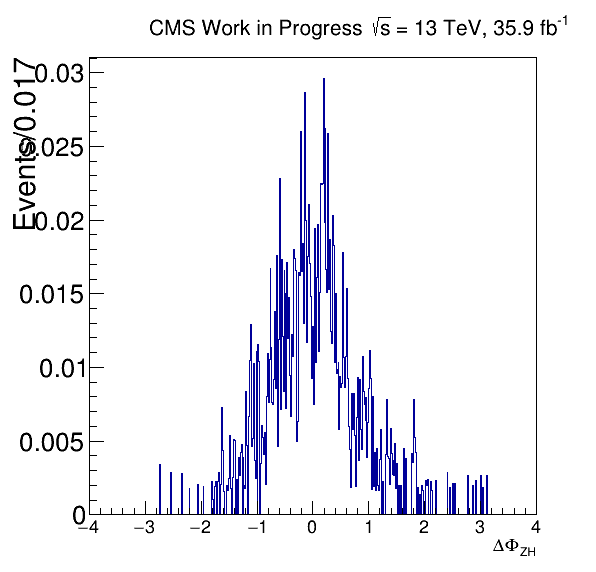 CMS Work in Progress √s = 13 TeV, 35.9 fb⁻¹
Events/0.017
0.03
0.025
0.02
0.015
0.01
0.005
0
−4 −3 −2 −1 0 1 2 3 4
ΔΦ_ZH